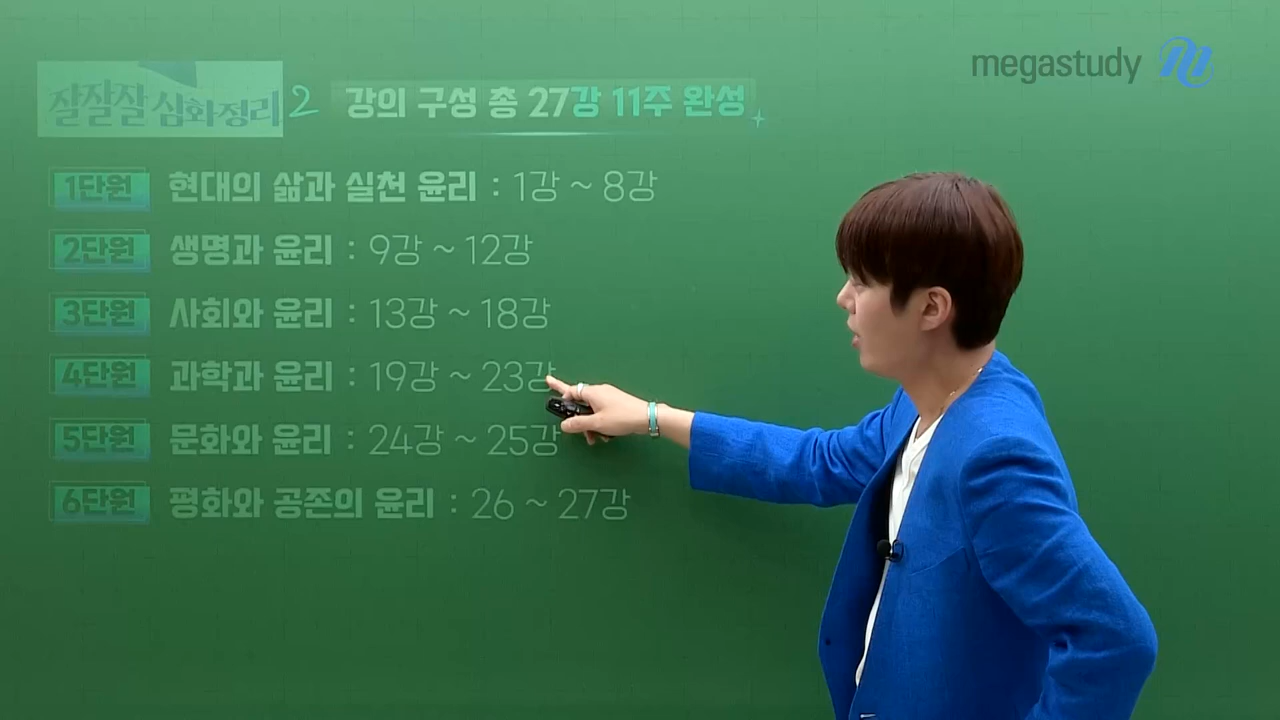 megastudy
잘잘잘 심화정리 2 강의 구성 총 27강 11주 완성
1단원 현대의 삶과 실천 윤리 : 1강 ~ 8강
2단원 생명과 윤리 : 9강 ~ 12강
3단원 사회와 윤리 : 13강 ~ 18강
4단원 과학과 윤리 : 19강 ~ 23강
5단원 문화와 윤리 : 24강 ~ 25강
6단원 평화와 공존의 윤리 : 26 ~ 27강